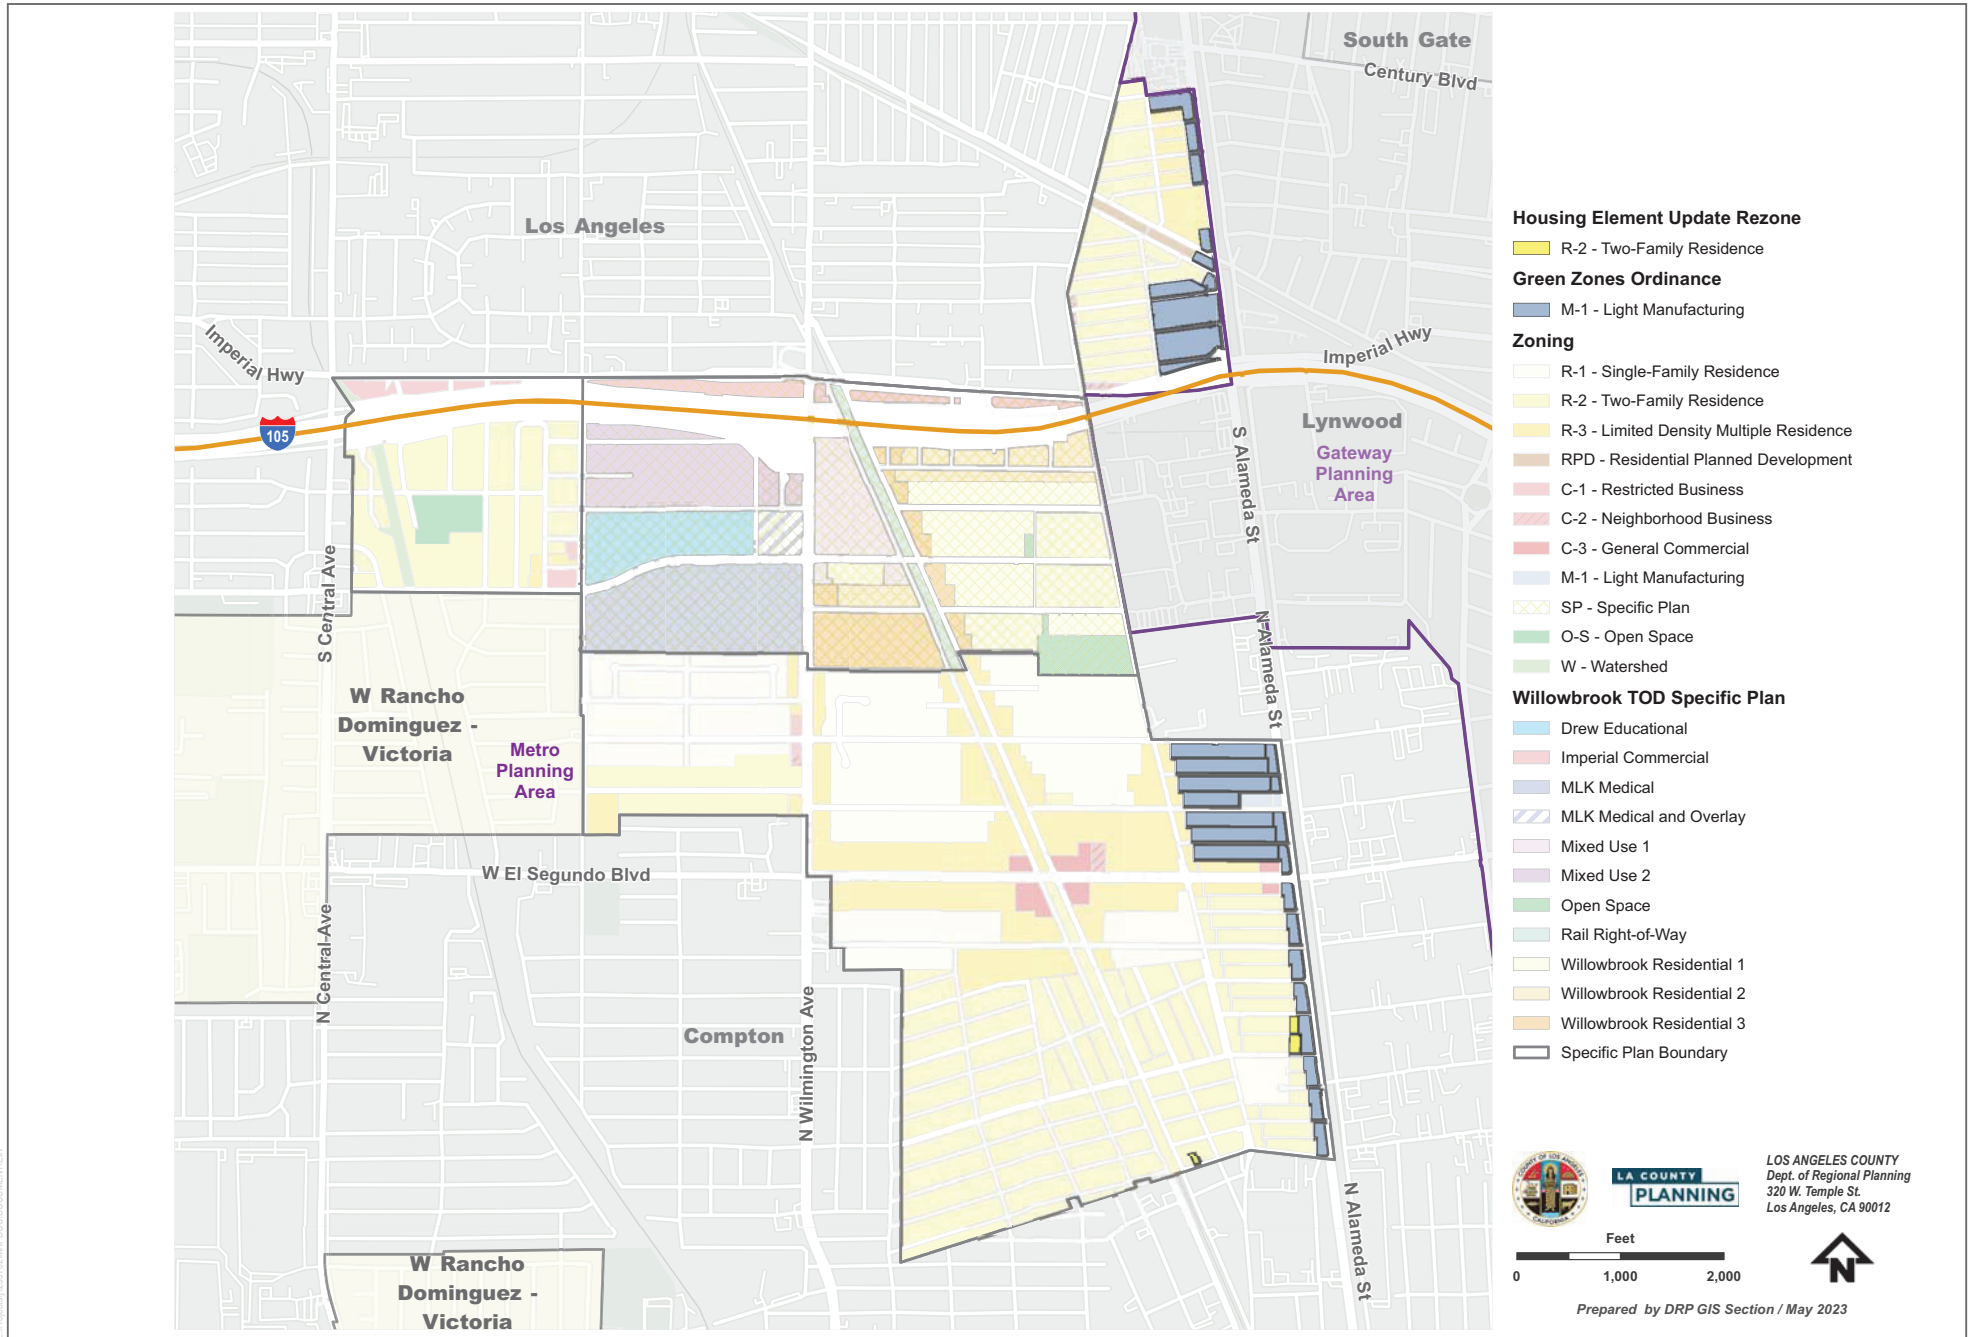 South Gate
Century Blvd
Los Angeles
Imperial Hwy
Imperial Hwy
105
Lynwood
Gateway
Planning
Area
S Alameda St
S Central Ave
N Alameda St
W Rancho
Dominguez -
Victoria
Metro
Planning
Area
W El Segundo Blvd
N Central Ave
N Wilmington Ave
Compton
N Alameda St
W Rancho
Dominguez -
Victoria
Housing Element Update Rezone
R-2 - Two-Family Residence
Green Zones Ordinance
M-1 - Light Manufacturing
Zoning
R-1 - Single-Family Residence
R-2 - Two-Family Residence
R-3 - Limited Density Multiple Residence
RPD - Residential Planned Development
C-1 - Restricted Business
C-2 - Neighborhood Business
C-3 - General Commercial
M-1 - Light Manufacturing
SP - Specific Plan
O-S - Open Space
W - Watershed
Willowbrook TOD Specific Plan
Drew Educational
Imperial Commercial
MLK Medical
MLK Medical and Overlay
Mixed Use 1
Mixed Use 2
Open Space
Rail Right-of-Way
Willowbrook Residential 1
Willowbrook Residential 2
Willowbrook Residential 3
Specific Plan Boundary
COUNTY OF LOS ANGELES
CALIFORNIA
LA COUNTY
PLANNING
LOS ANGELES COUNTY
Dept. of Regional Planning
320 W. Temple St.
Los Angeles, CA 90012
Feet
0 1,000 2,000
N
Prepared by DRP GIS Section / May 2023